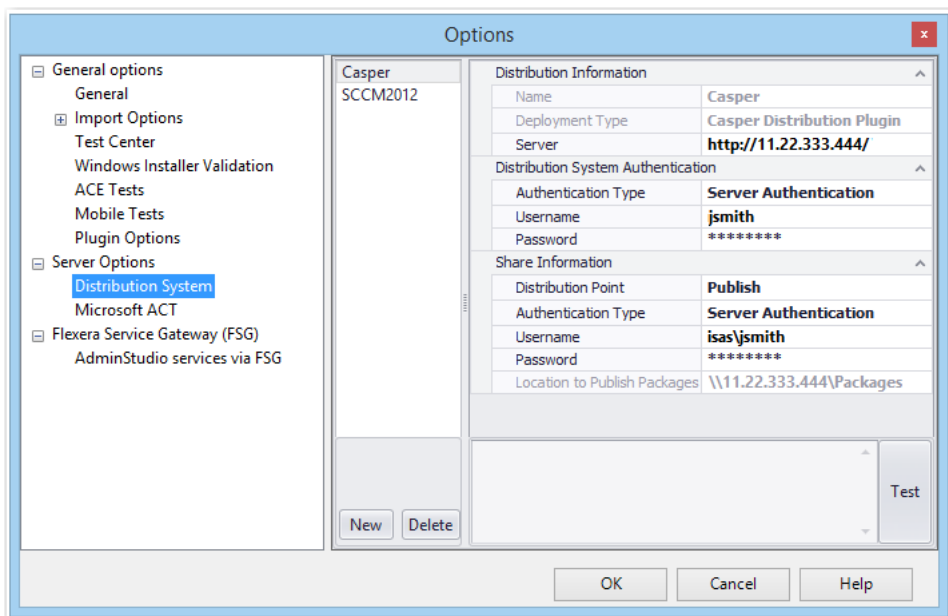 Options
x
General options
General
Import Options
Test Center
Windows Installer Validation
ACE Tests
Mobile Tests
Plugin Options
Server Options
Distribution System
Microsoft ACT
Flexera Service Gateway (FSG)
AdminStudio services via FSG
Casper
SCCM2012
New Delete
Distribution Information
Name Casper
Deployment Type Casper Distribution Plugin
Server http://11.22.333.444/
Distribution System Authentication
Authentication Type Server Authentication
Username jsmith
Password ********
Share Information
Distribution Point Publish
Authentication Type Server Authentication
Username isas\jsmith
Password ********
Location to Publish Packages \\11.22.333.444\Packages
Test
OK Cancel Help